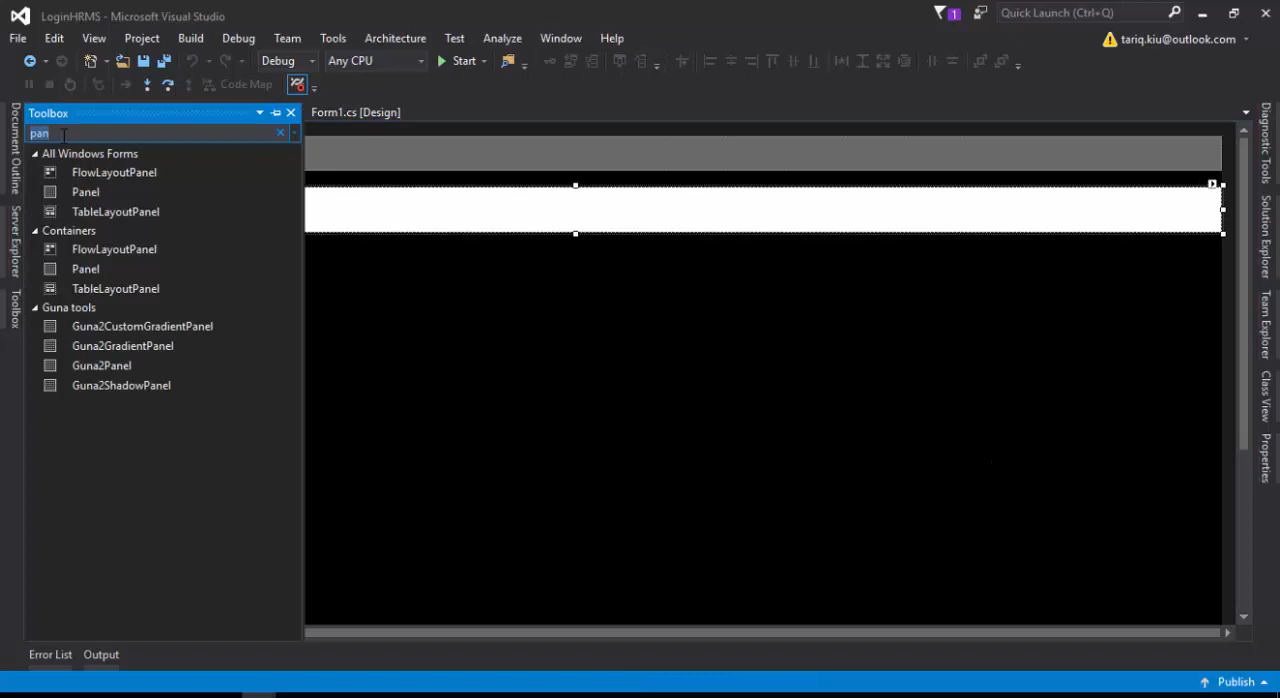 LoginHRMS - Microsoft Visual Studio
1
Quick Launch (Ctrl+Q)
File Edit View Project Build Debug Team Tools Architecture Test Analyze Window Help
tariq.kiu@outlook.com
Debug Any CPU Start
Code Map
Toolbox
Form1.cs [Design]
pan
All Windows Forms
FlowLayoutPanel
Panel
TableLayoutPanel
Containers
FlowLayoutPanel
Panel
TableLayoutPanel
Guna tools
Guna2CustomGradientPanel
Guna2GradientPanel
Guna2Panel
Guna2ShadowPanel
Document Outline
Server Explorer
Toolbox
Diagnostic Tools
Solution Explorer
Team Explorer
Class View
Properties
Error List Output
Publish